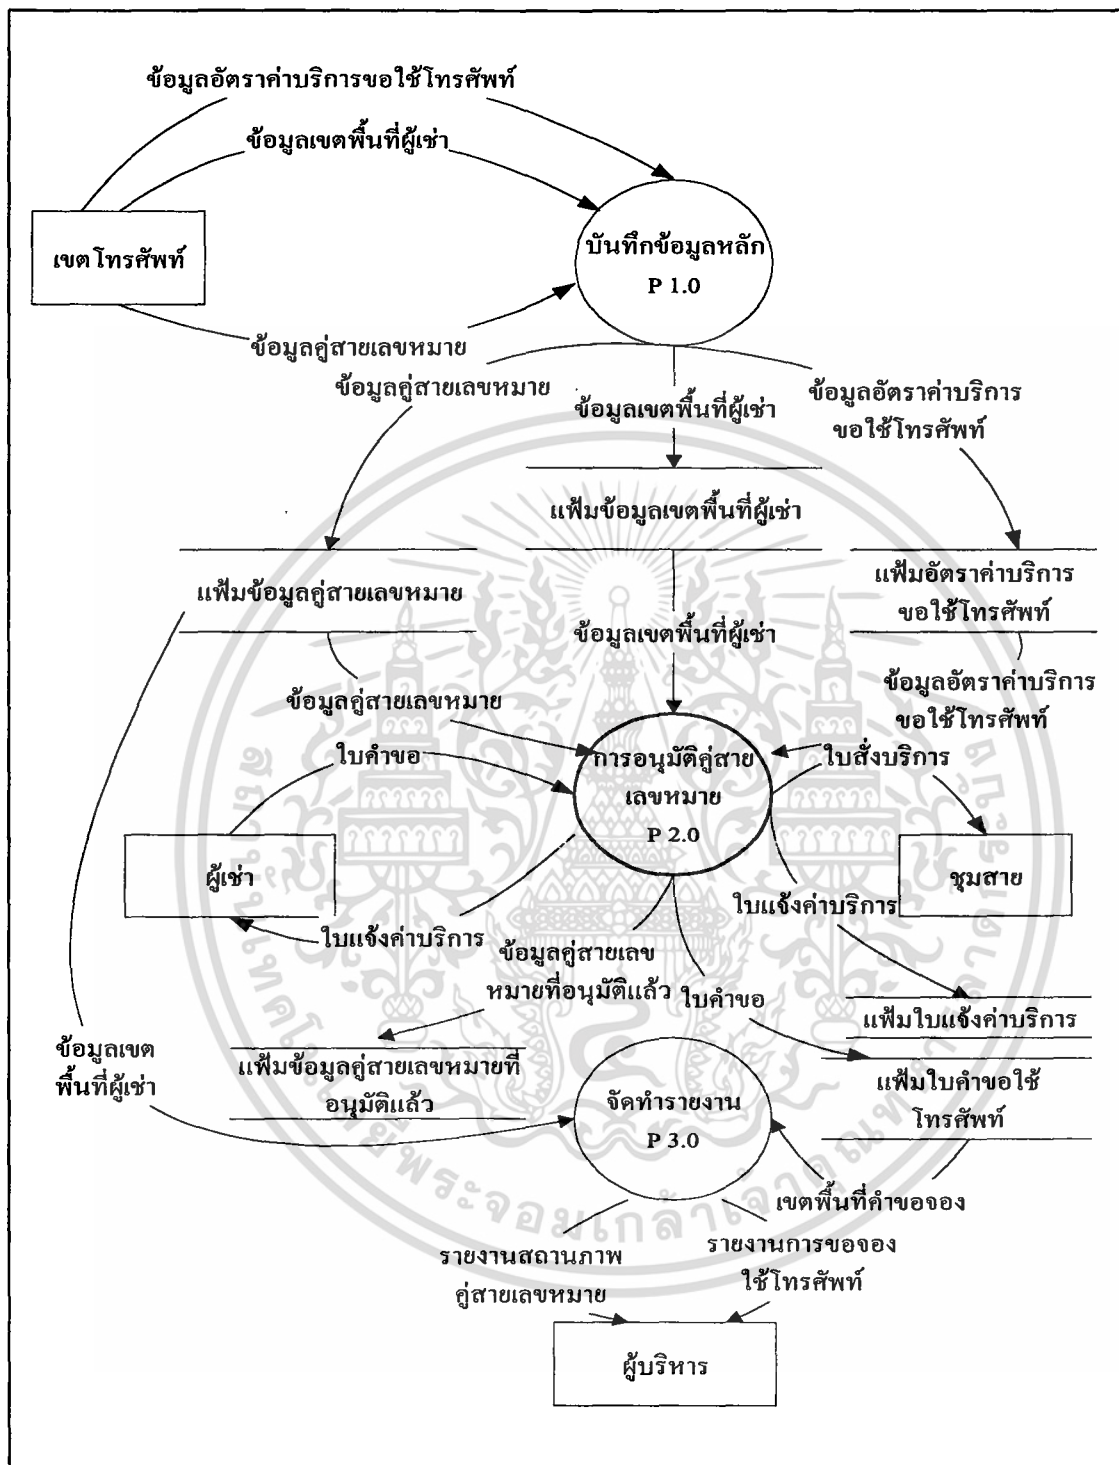 ข้อมูลอัตราค่าบริการขอใช้โทรศัพท์
ข้อมูลเขตพื้นที่ผู้เช่า
เขตโทรศัพท์
บันทึกข้อมูลหลัก
P 1.0
ข้อมูลคู่สายเลขหมาย
ข้อมูลคู่สายเลขหมาย
ข้อมูลเขตพื้นที่ผู้เช่า
ข้อมูลอัตราค่าบริการ
ขอใช้โทรศัพท์
แฟ้มข้อมูลเขตพื้นที่ผู้เช่า
แฟ้มข้อมูลคู่สายเลขหมาย
แฟ้มอัตราค่าบริการ
ขอใช้โทรศัพท์
ข้อมูลเขตพื้นที่ผู้เช่า
ข้อมูลคู่สายเลขหมาย
ข้อมูลอัตราค่าบริการ
ขอใช้โทรศัพท์
ใบคำขอ
การอนุมัติคู่สาย
เลขหมาย
P 2.0
ใบสั่งบริการ
ผู้เช่า
ชุมสาย
ใบแจ้งค่าบริการ
ใบแจ้งค่าบริการ
ข้อมูลคู่สายเลข
หมายที่อนุมัติแล้ว
ใบคำขอ
แฟ้มใบแจ้งค่าบริการ
ข้อมูลเขต
พื้นที่ผู้เช่า
แฟ้มข้อมูลคู่สายเลขหมายที่
อนุมัติแล้ว
จัดทำรายงาน
P 3.0
แฟ้มใบคำขอใช้
โทรศัพท์
เขตพื้นที่คำขอจอง
รายงานสถานภาพ
คู่สายเลขหมาย
รายงานการขอจอง
ใช้โทรศัพท์
ผู้บริหาร